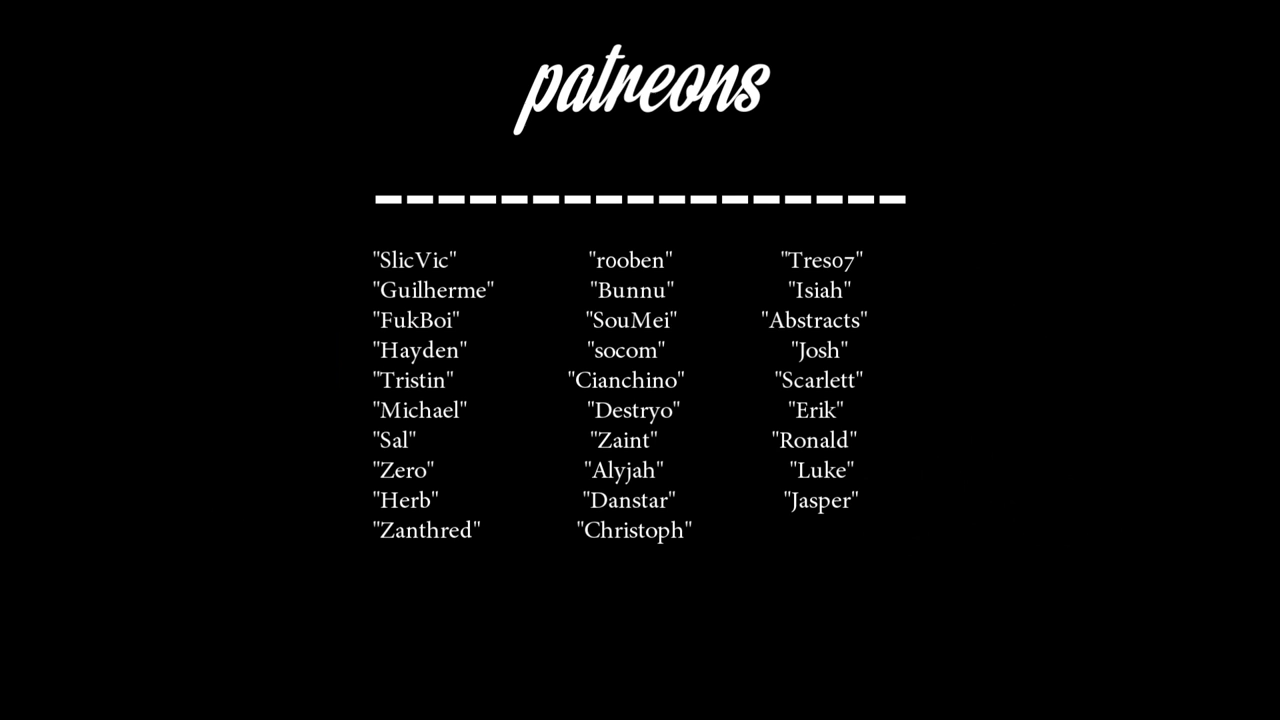 patreons
"SlicVic" "rooben" "Tres07"
"Guilherme" "Bunnu" "Isiah"
"FukBoi" "SouMei" "Abstracts"
"Hayden" "socom" "Josh"
"Tristin" "Cianchino" "Scarlett"
"Michael" "Destryo" "Erik"
"Sal" "Zaint" "Ronald"
"Zero" "Alyjah" "Luke"
"Herb" "Danstar" "Jasper"
"Zanthred" "Christoph"